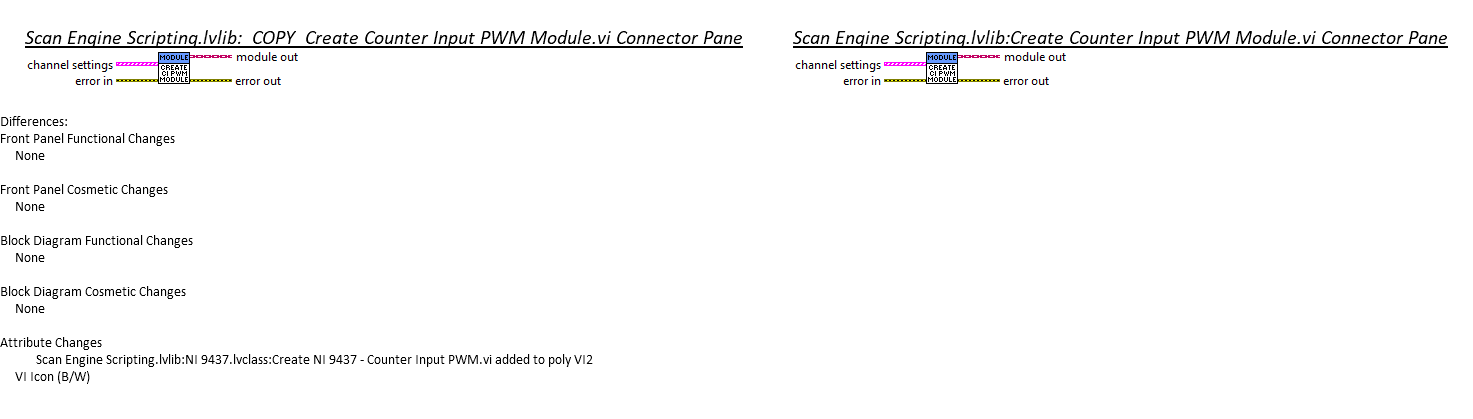 Scan Engine Scripting.lvlib:_COPY_Create Counter Input PWM Module.vi Connector Pane
channel settings
error in
MODULE
CREATE
CI PWM
MODULE
module out
error out
Scan Engine Scripting.lvlib:Create Counter Input PWM Module.vi Connector Pane
channel settings
error in
MODULE
CREATE
CI PWM
MODULE
module out
error out
Differences:
Front Panel Functional Changes
None
Front Panel Cosmetic Changes
None
Block Diagram Functional Changes
None
Block Diagram Cosmetic Changes
None
Attribute Changes
Scan Engine Scripting.lvlib:NI 9437.lvclass:Create NI 9437 - Counter Input PWM.vi added to poly VI2
VI Icon (B/W)